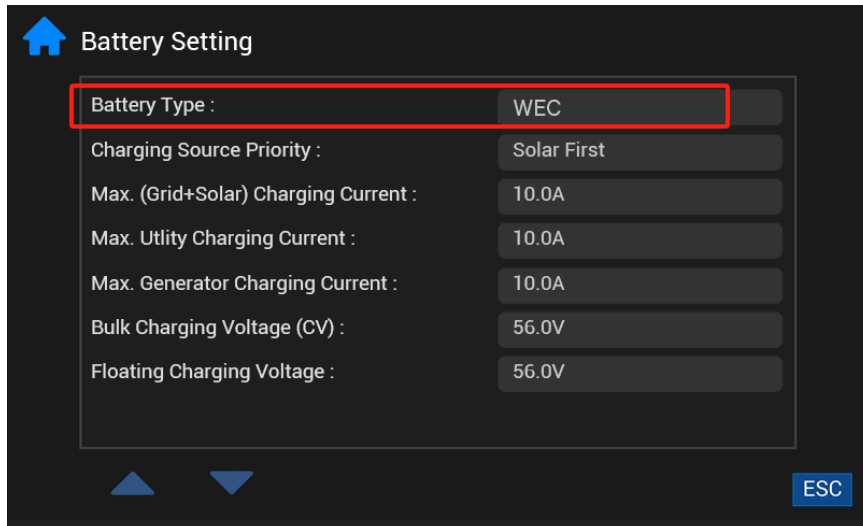 Battery Setting
Battery Type : WEC
Charging Source Priority : Solar First
Max. (Grid+Solar) Charging Current : 10.0A
Max. Utlity Charging Current : 10.0A
Max. Generator Charging Current : 10.0A
Bulk Charging Voltage (CV) : 56.0V
Floating Charging Voltage : 56.0V
ESC